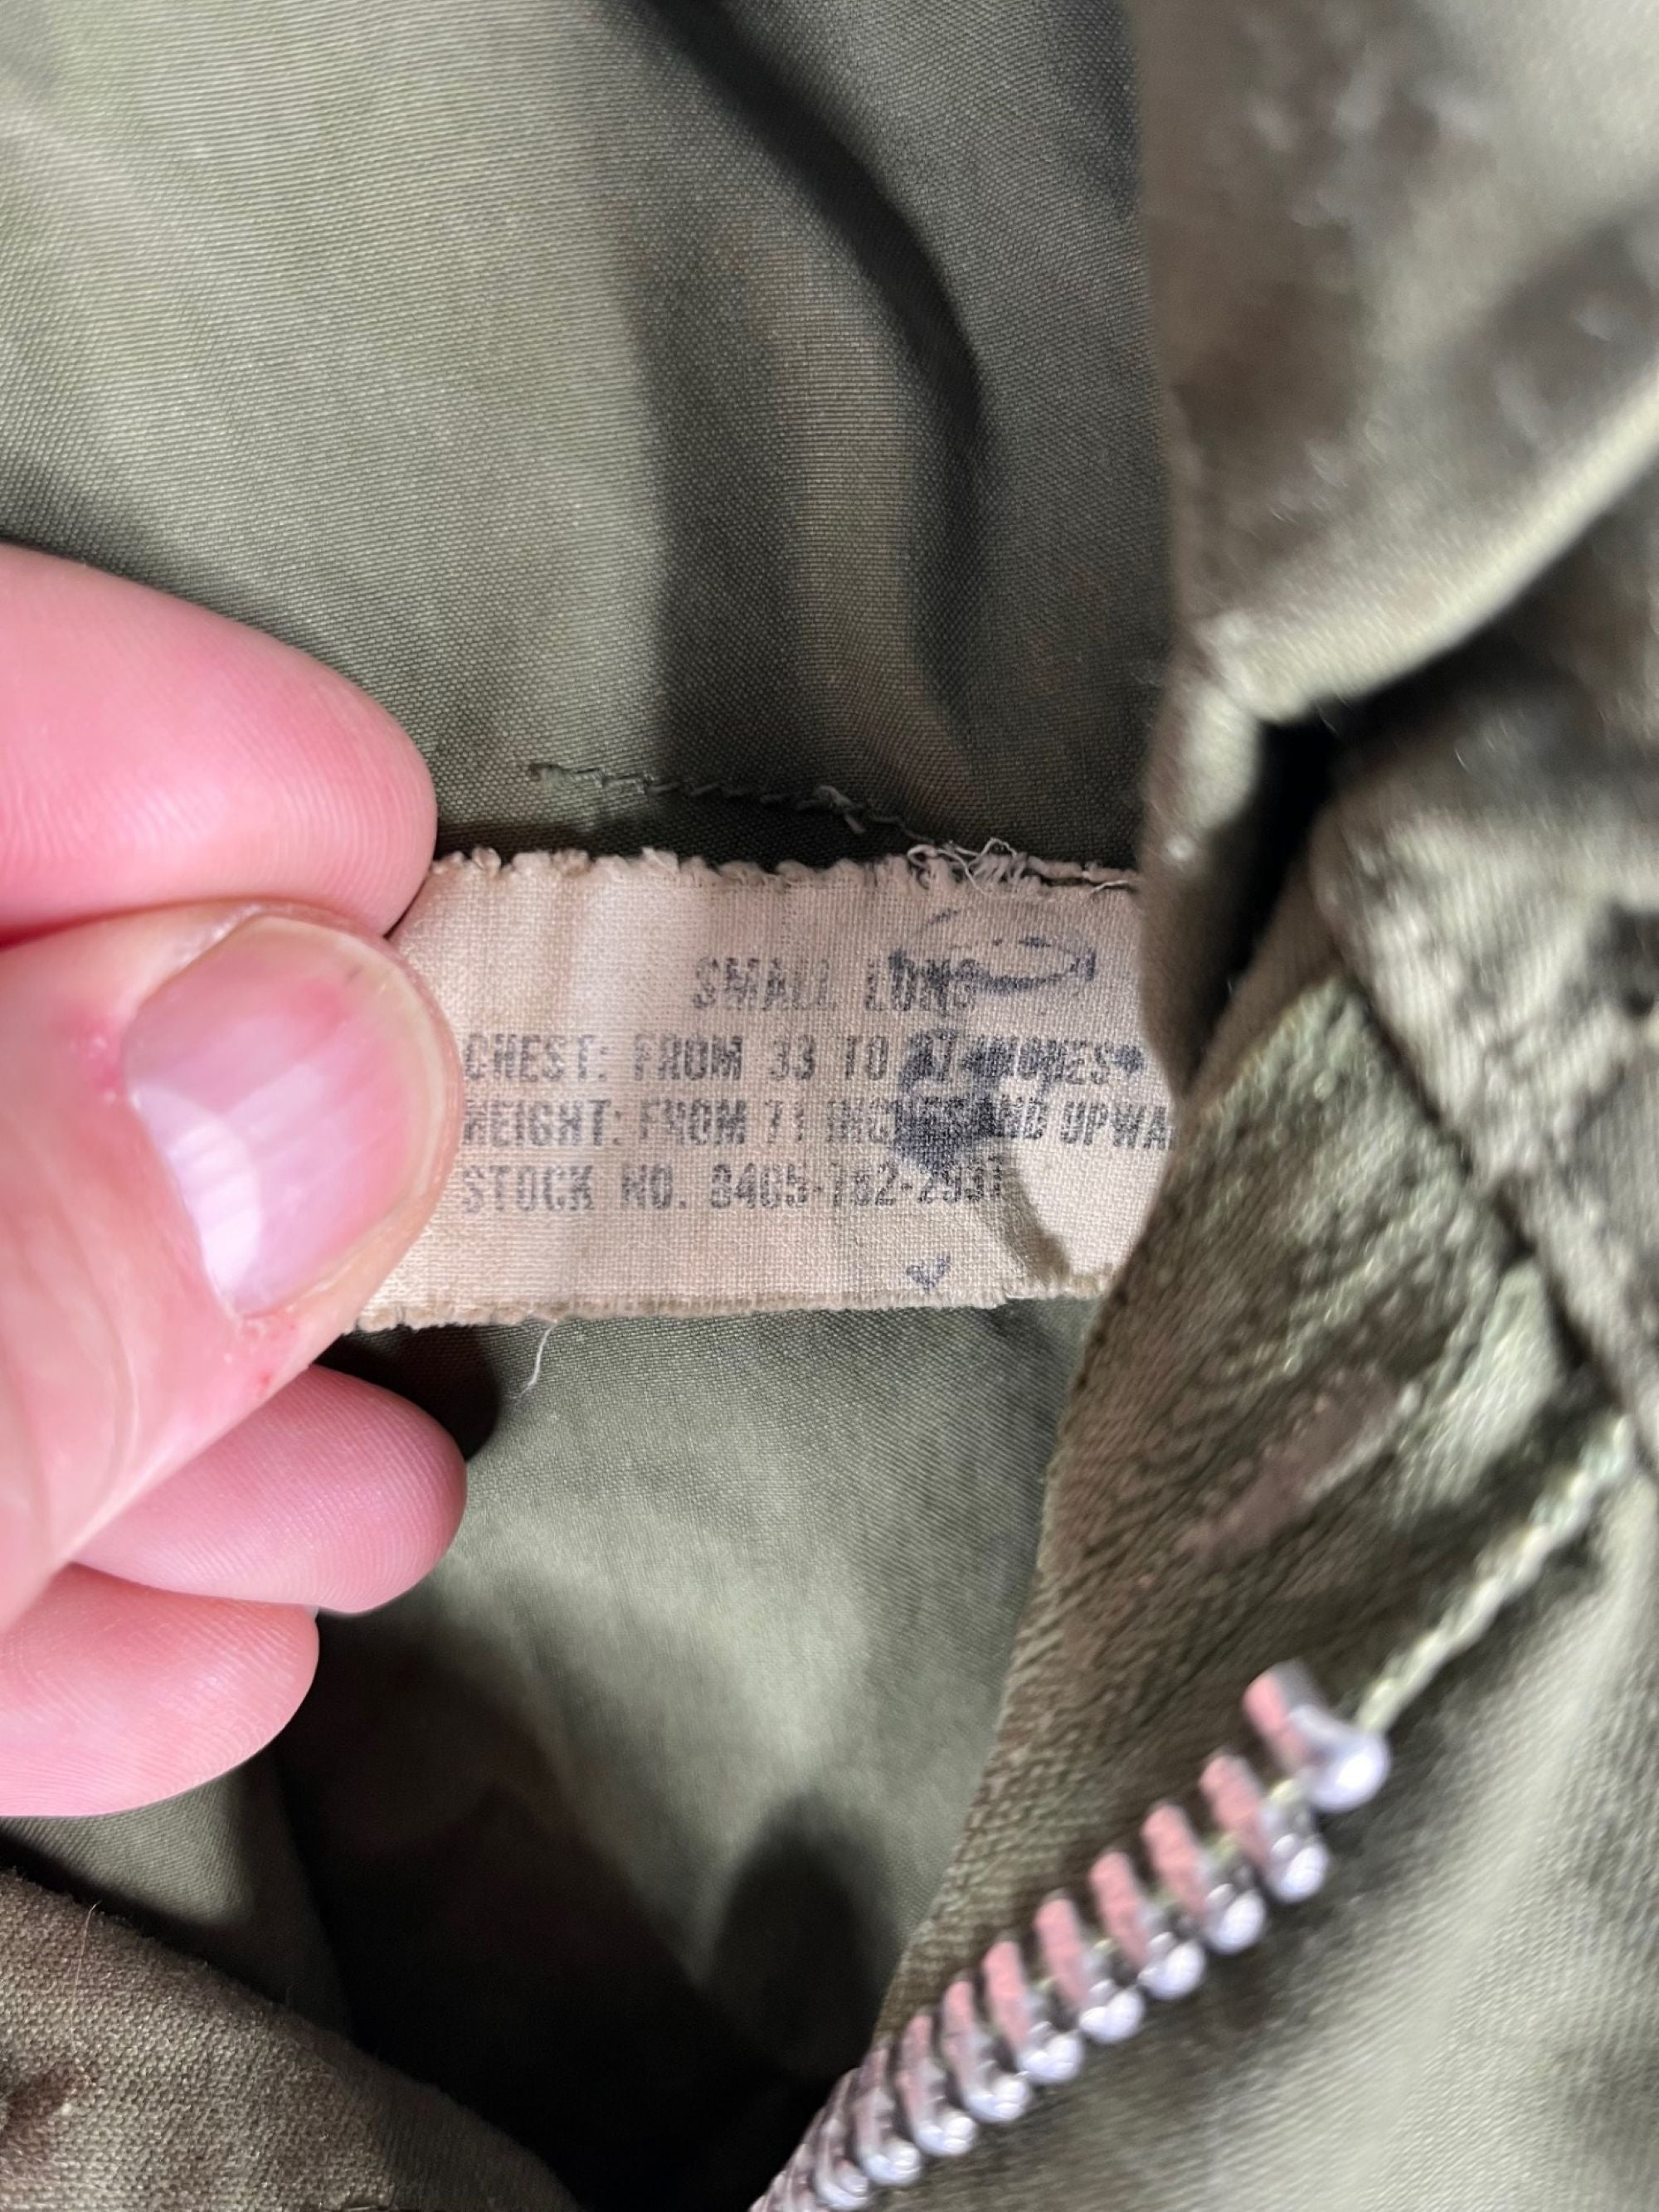 SMALL LONG
CHEST: FROM 33 TO 37 INCHES
HEIGHT: FROM 71 INCHES AND UPWA
STOCK NO. 8405-782-2937